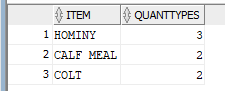 ITEM QUANTTYPES
1 HOMINY 3
2 CALF MEAL 2
3 COLT 2